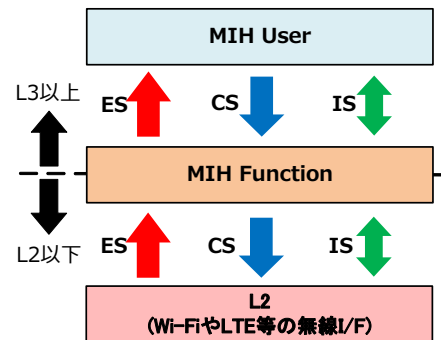 MIH User
L3以上
ES
CS
IS
MIH Function
L2以下
ES
CS
IS
L2
(Wi-FiやLTE等の無線I/F)